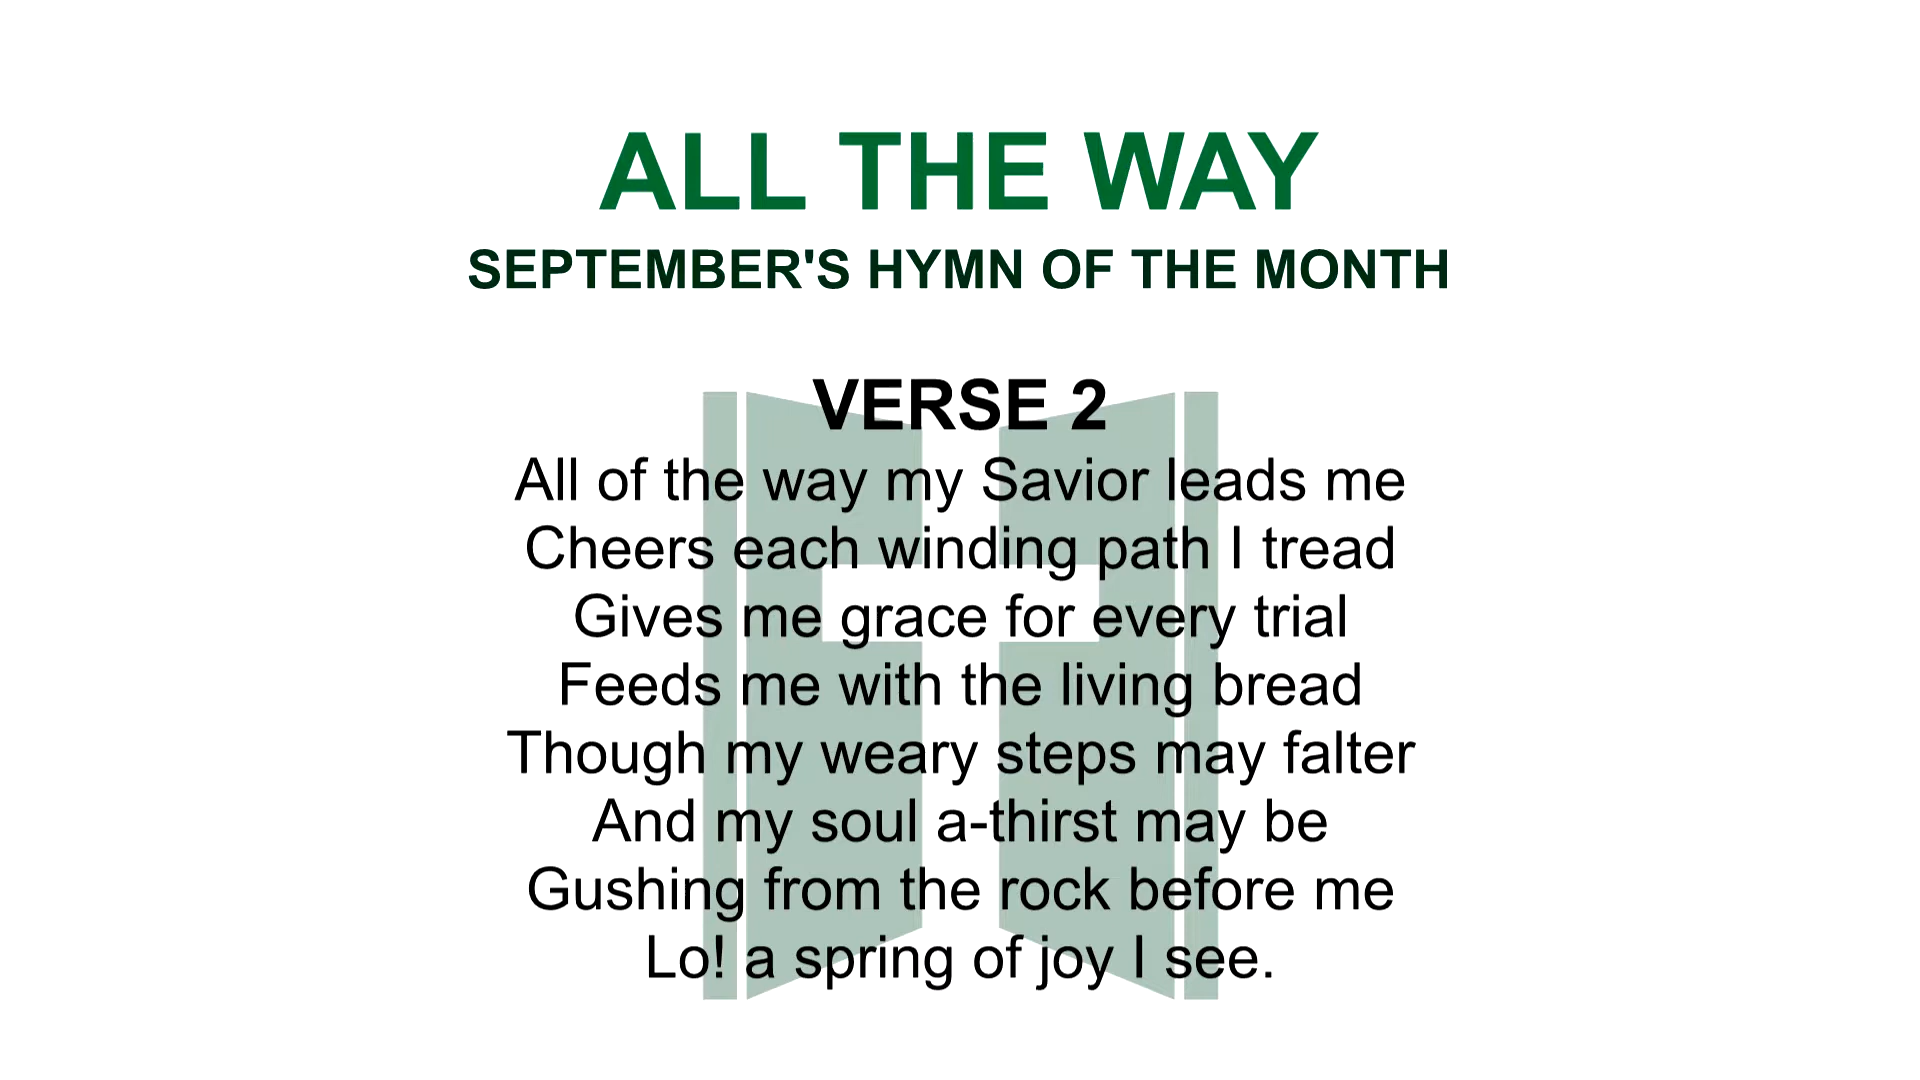 ALL THE WAY
SEPTEMBER'S HYMN OF THE MONTH
VERSE 2
All of the way my Savior leads me
Cheers each winding path I tread
Gives me grace for every trial
Feeds me with the living bread
Though my weary steps may falter
And my soul a-thirst may be
Gushing from the rock before me
Lo! a spring of joy I see.